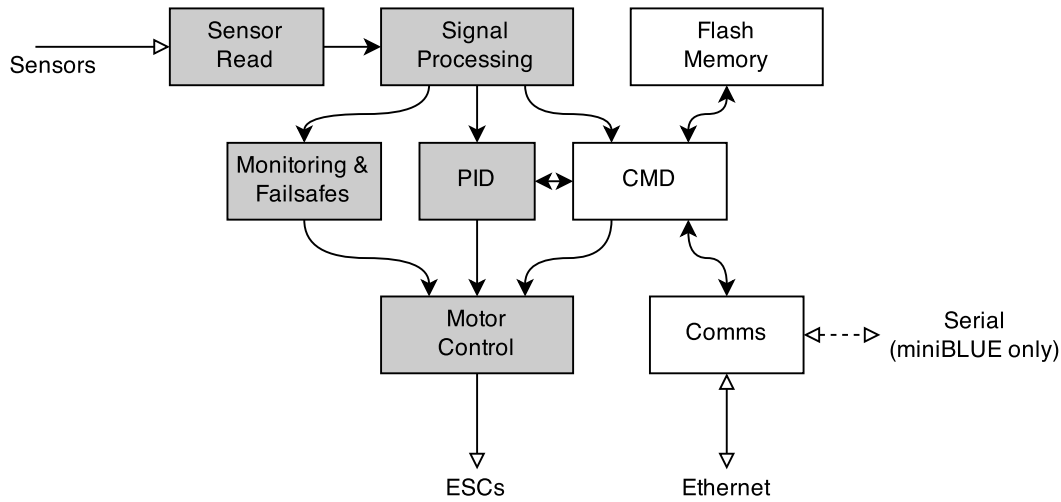 Sensors
Sensor
Read
Signal
Processing
Flash
Memory
Monitoring &
Failsafes
PID
CMD
Motor
Control
Comms
Serial
(miniBLUE only)
ESCs
Ethernet